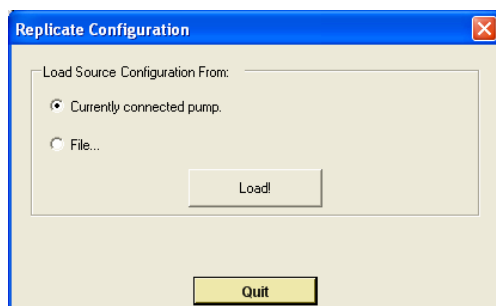 Replicate Configuration
Load Source Configuration From:
Currently connected pump.
File...
Load!
Quit